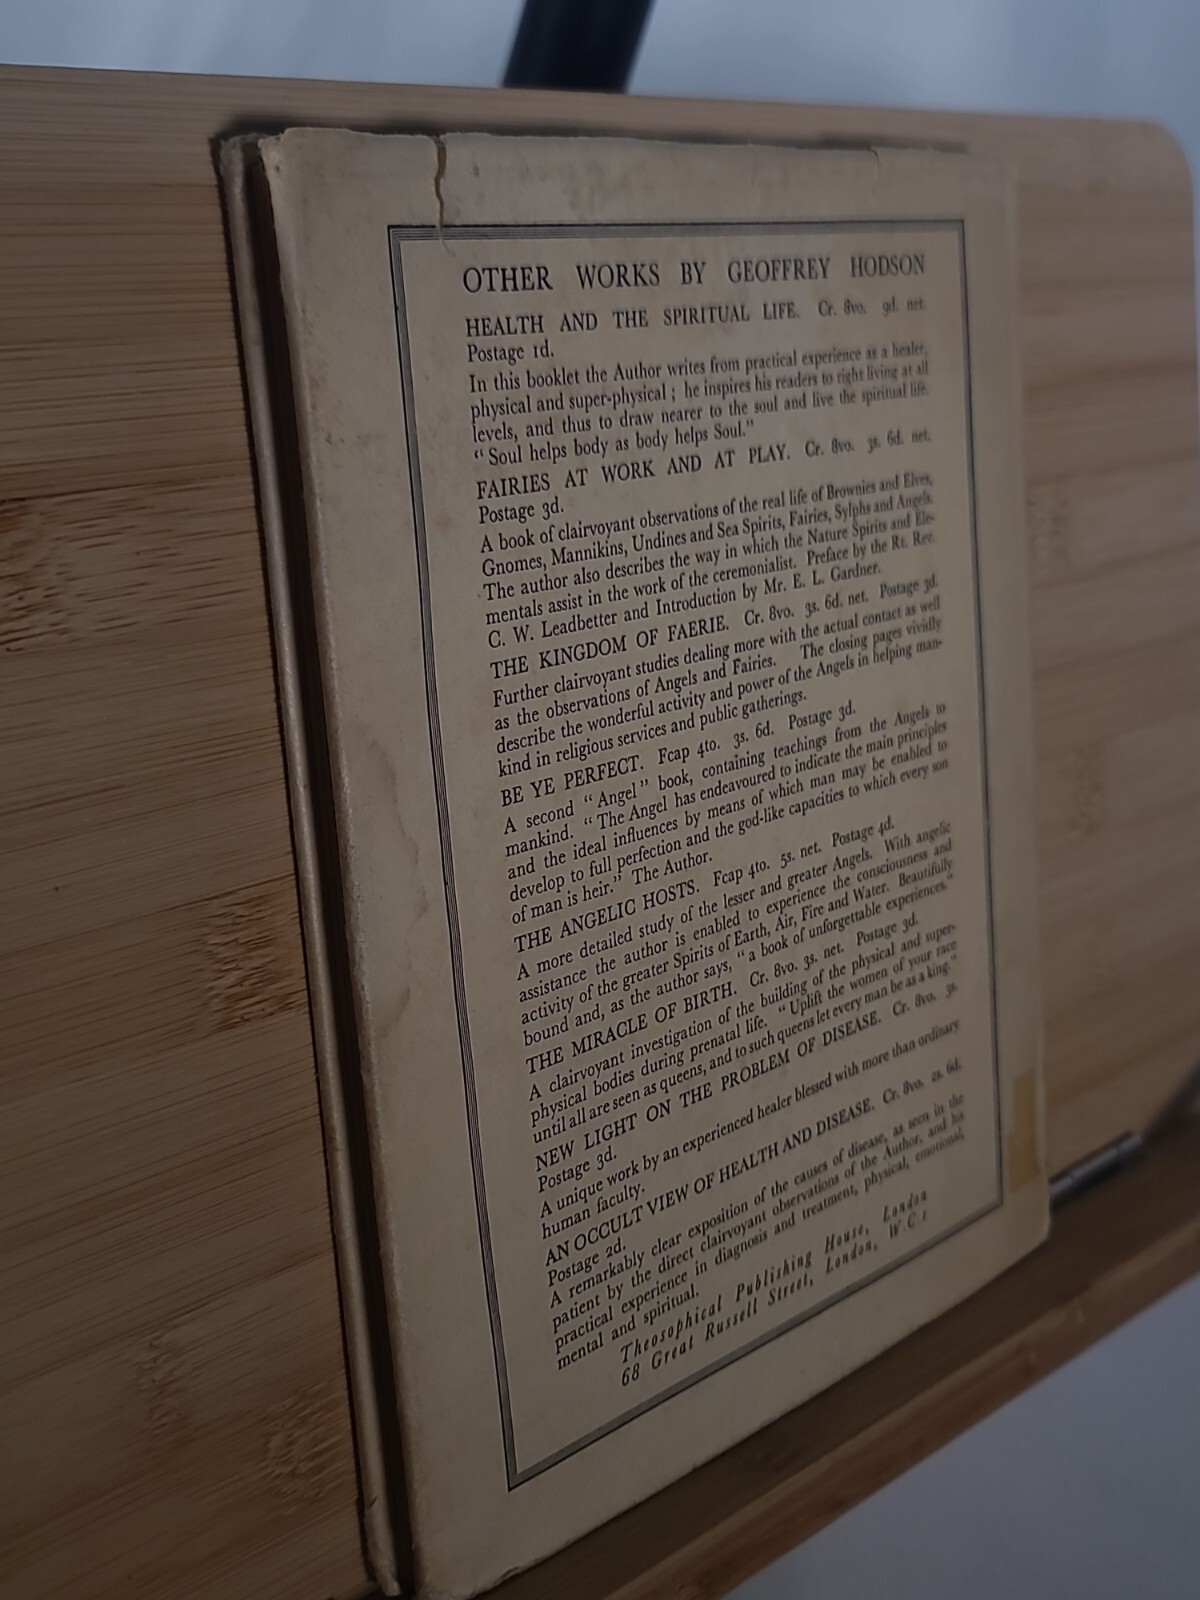 OTHER WORKS BY GEOFFREY HODSON
HEALTH AND THE SPIRITUAL LIFE. Cr. 8vo. 9d. net.
Postage 1d.
In this booklet the Author writes from practical experience as a healer,
physical and super-physical; he inspires his readers to right living at all
levels, and thus to draw nearer to the soul and live the spiritual life.
“Soul helps body as body helps Soul.”
FAIRIES AT WORK AND AT PLAY. Cr. 8vo. 3s. 6d. net.
Postage 3d.
A book of clairvoyant observations of the real life of Brownies and Elves,
Gnomes, Mannikins, Undines and Sea Spirits, Fairies, Sylphs and Angels.
The author also describes the way in which the Nature Spirits and Ele-
mentals assist in the work of the ceremonialist. Preface by the Rt. Rev.
C. W. Leadbetter and Introduction by Mr. E. L. Gardner.
THE KINGDOM OF FAERIE. Cr. 8vo. 3s. 6d. net. Postage 3d.
Further clairvoyant studies dealing more with the actual contact as well
as the observations of Angels and Fairies. The closing pages vividly
describe the wonderful activity and power of the Angels in helping man-
kind in religious services and public gatherings.
BE YE PERFECT. Fcap 4to. 3s. 6d. Postage 3d.
A second “Angel” book, containing teachings from the Angels to
mankind. “The Angel has endeavoured to indicate the main principles
and the ideal influences by means of which man may be enabled to
develop to full perfection and the god-like capacities to which every son
of man is heir.” The Author.
THE ANGELIC HOSTS. Fcap 4to. 5s. net. Postage 4d.
A more detailed study of the lesser and greater Angels. With angelic
assistance the author is enabled to experience the consciousness and
activity of the greater Spirits of Earth, Air, Fire and Water. Beautifully
bound and, as the author says, “a book of unforgettable experiences.”
THE MIRACLE OF BIRTH. Cr. 8vo. 3s. net. Postage 3d.
A clairvoyant investigation of the building of the physical and super-
physical bodies during prenatal life. “Uplift the women of your race
until all are seen as queens, and to such queens let every man be as a king.”
NEW LIGHT ON THE PROBLEM OF DISEASE. Cr. 8vo. 3s.
Postage 3d.
A unique work by an experienced healer blessed with more than ordinary
human faculty.
AN OCCULT VIEW OF HEALTH AND DISEASE. Cr. 8vo. 2s. 6d.
Postage 2d.
A remarkably clear exposition of the causes of disease, as seen in the
patient by the direct clairvoyant observations of the Author, and his
practical experience in diagnosis and treatment, physical, emotional,
mental and spiritual.
Theosophical Publishing House, London
68 Great Russell Street, London, W.C.1